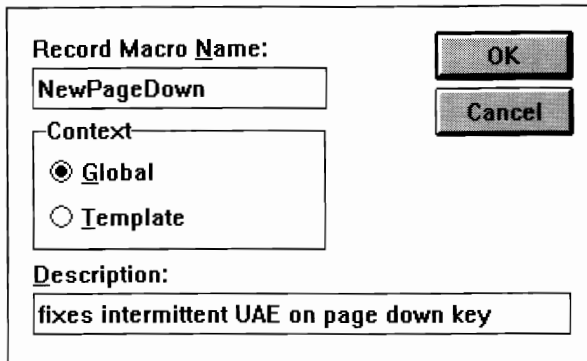 Record Macro Name:
NewPageDown
OK
Cancel
Context
Global
Template
Description:
fixes intermittent UAE on page down key